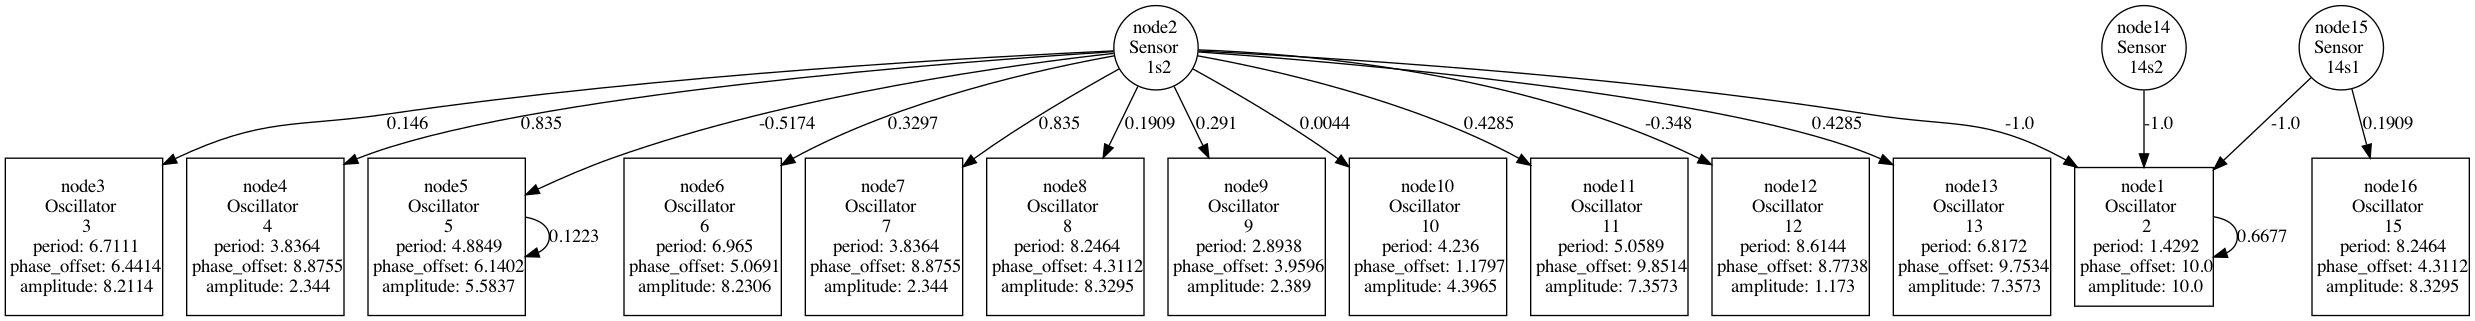 node2
Sensor
1s2
node14
Sensor
14s2
node15
Sensor
14s1
0.146
0.835
-0.5174
0.3297
0.835
0.1909
0.291
0.0044
0.4285
-0.348
0.4285
-1.0
-1.0
-1.0
0.1909
node3
Oscillator
3
period: 6.7111
phase_offset: 6.4414
amplitude: 8.2114
node4
Oscillator
4
period: 3.8364
phase_offset: 8.8755
amplitude: 2.344
node5
Oscillator
5
period: 4.8849
phase_offset: 6.1402
amplitude: 5.5837
0.1223
node6
Oscillator
6
period: 6.965
phase_offset: 5.0691
amplitude: 8.2306
node7
Oscillator
7
period: 3.8364
phase_offset: 8.8755
amplitude: 2.344
node8
Oscillator
8
period: 8.2464
phase_offset: 4.3112
amplitude: 8.3295
node9
Oscillator
9
period: 2.8938
phase_offset: 3.9596
amplitude: 2.389
node10
Oscillator
10
period: 4.236
phase_offset: 1.1797
amplitude: 4.3965
node11
Oscillator
11
period: 5.0589
phase_offset: 9.8514
amplitude: 7.3573
node12
Oscillator
12
period: 8.6144
phase_offset: 8.7738
amplitude: 1.173
node13
Oscillator
13
period: 6.8172
phase_offset: 9.7534
amplitude: 7.3573
node1
Oscillator
2
period: 1.4292
phase_offset: 10.0
amplitude: 10.0
0.6677
node16
Oscillator
15
period: 8.2464
phase_offset: 4.3112
amplitude: 8.3295